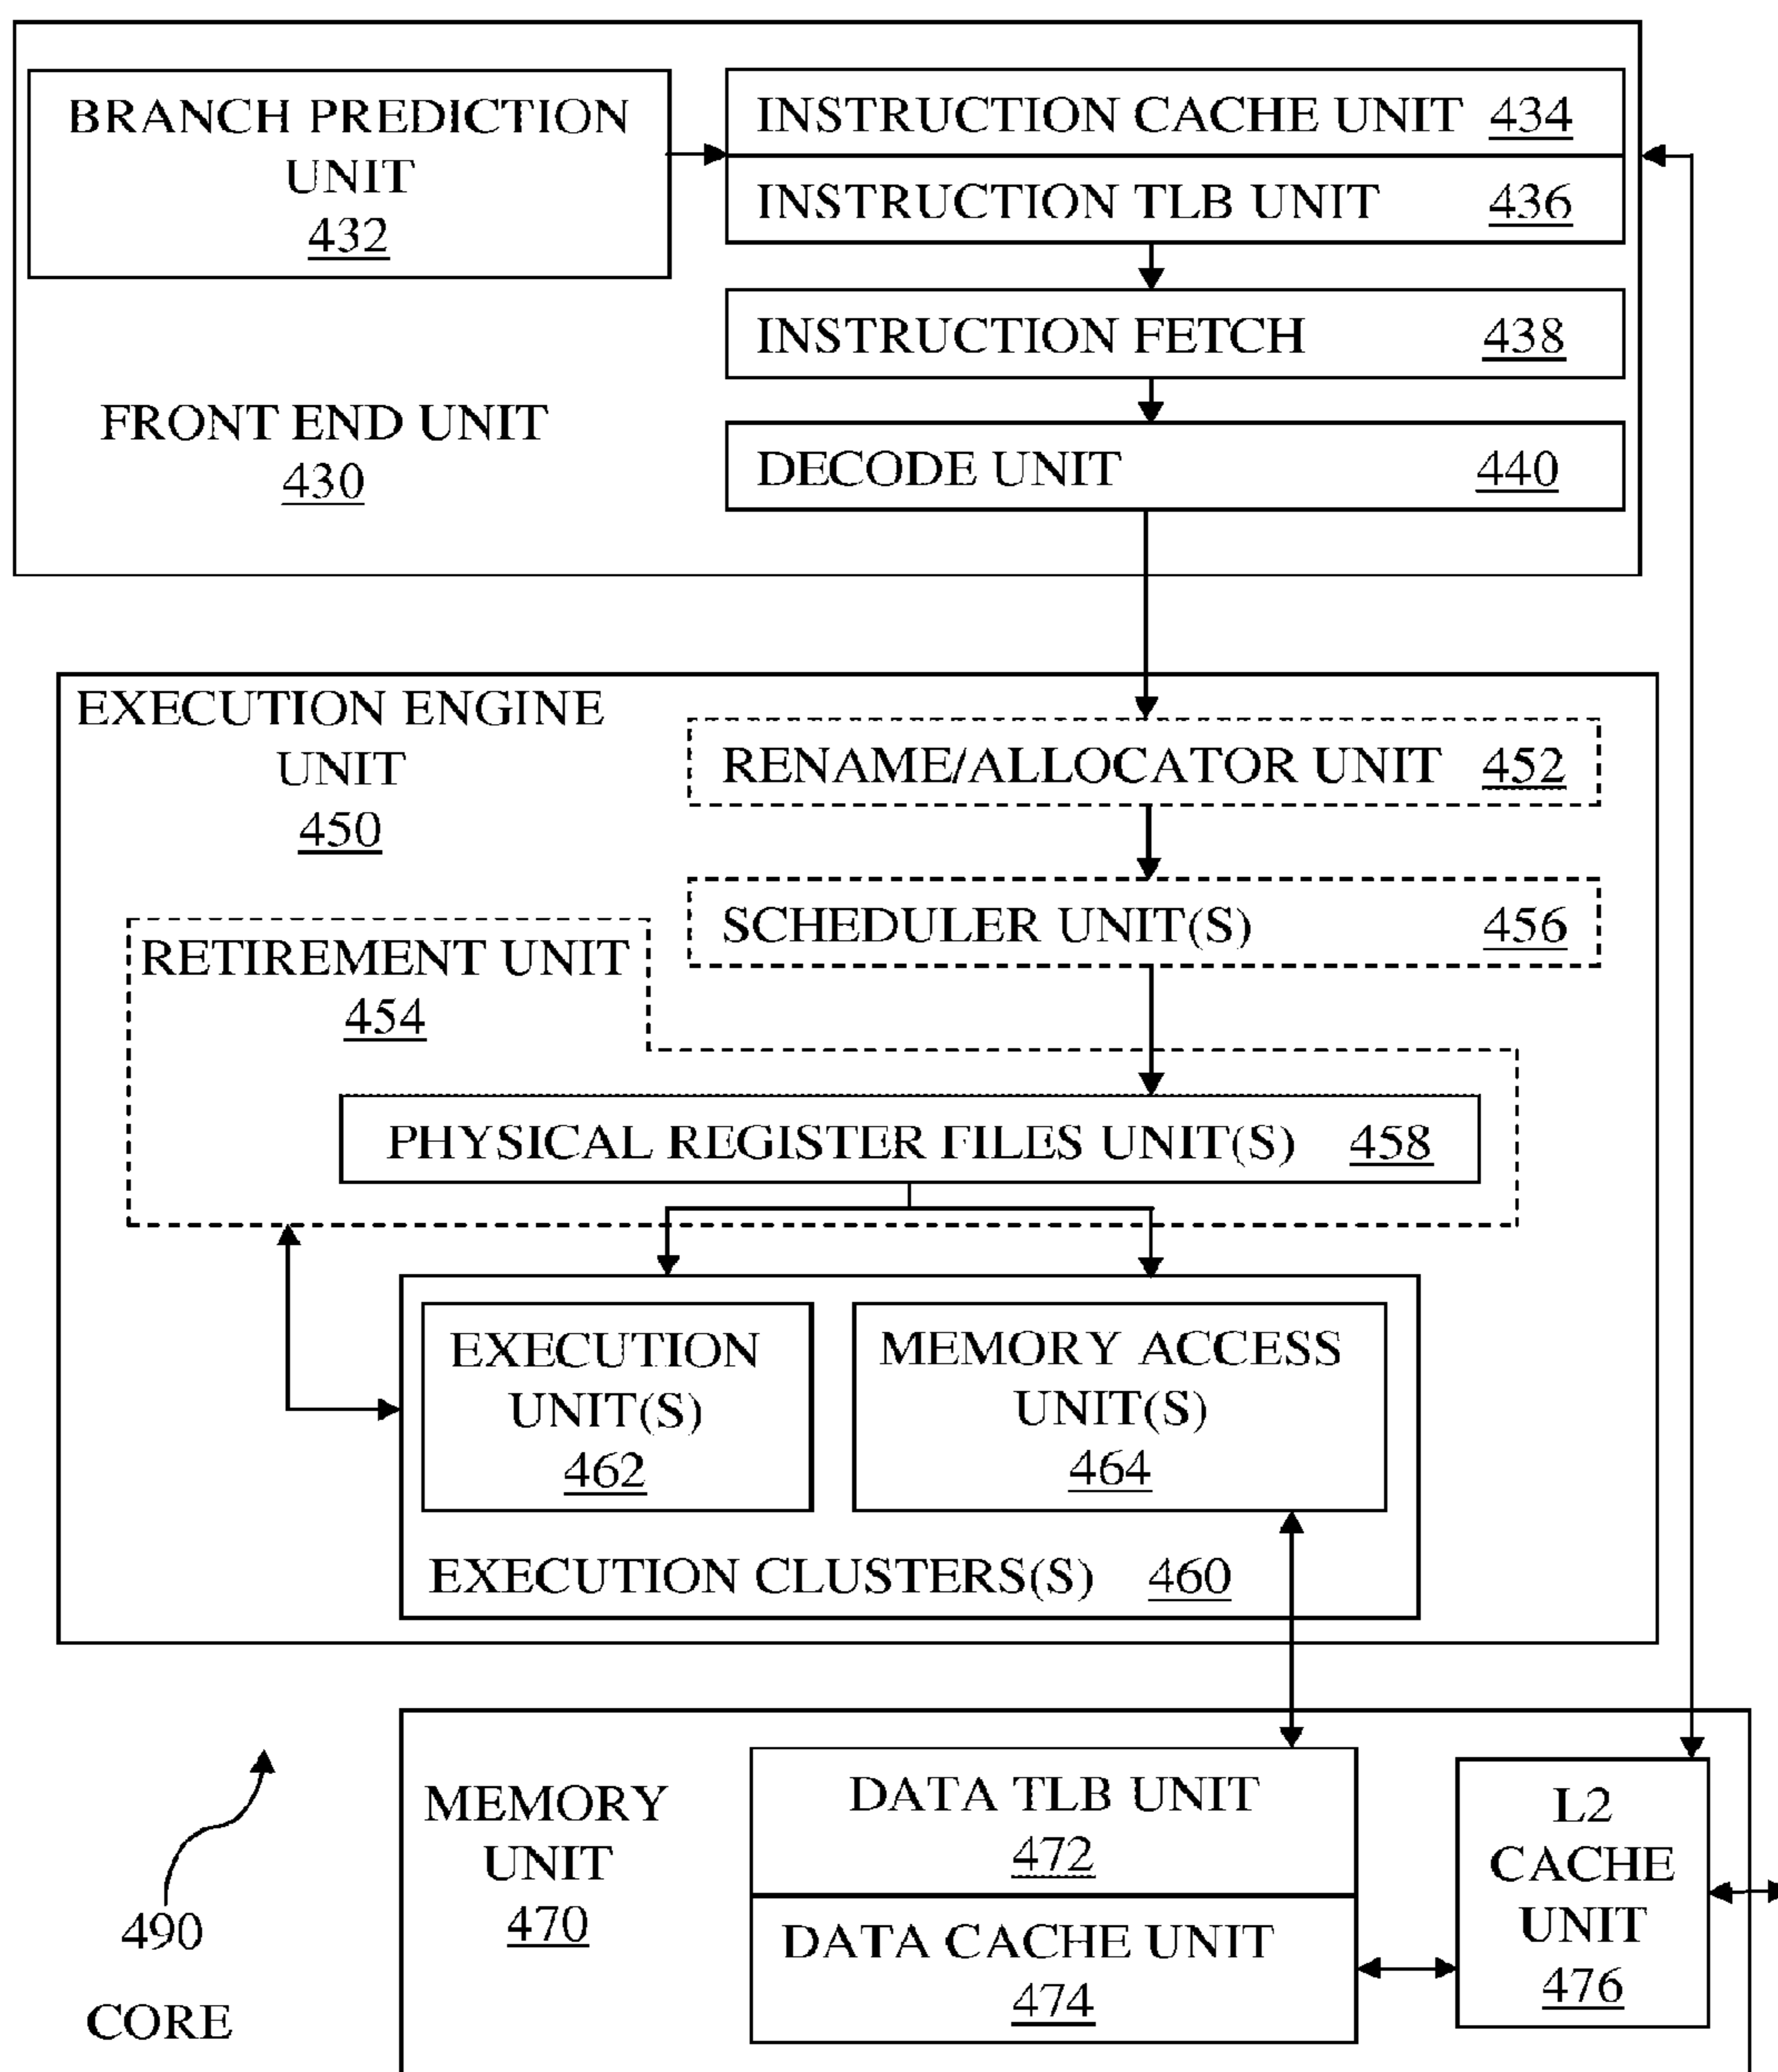 BRANCH PREDICTION
UNIT
432
INSTRUCTION CACHE UNIT 434
INSTRUCTION TLB UNIT 436
INSTRUCTION FETCH 438
FRONT END UNIT
430
DECODE UNIT 440
EXECUTION ENGINE
UNIT
450
RENAME/ALLOCATOR UNIT 452
SCHEDULER UNIT(S) 456
RETIREMENT UNIT
454
PHYSICAL REGISTER FILES UNIT(S) 458
EXECUTION
UNIT(S)
462
MEMORY ACCESS
UNIT(S)
464
EXECUTION CLUSTERS(S) 460
MEMORY
UNIT
470
DATA TLB UNIT
472
DATA CACHE UNIT
474
L2
CACHE
UNIT
476
490
CORE